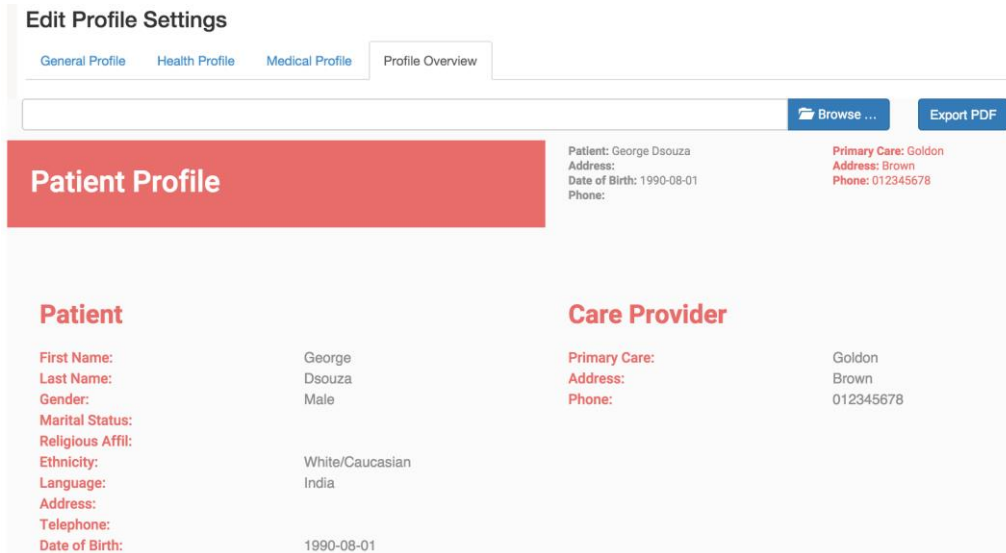 Edit Profile Settings
General Profile Health Profile Medical Profile Profile Overview
Browse ... Export PDF
Patient Profile
Patient: George Dsouza
Address:
Date of Birth: 1990-08-01
Phone:
Primary Care: Goldon
Address: Brown
Phone: 012345678
Patient
First Name: George
Last Name: Dsouza
Gender: Male
Marital Status:
Religious Affil:
Ethnicity: White/Caucasian
Language: India
Address:
Telephone:
Date of Birth: 1990-08-01
Care Provider
Primary Care: Goldon
Address: Brown
Phone: 012345678